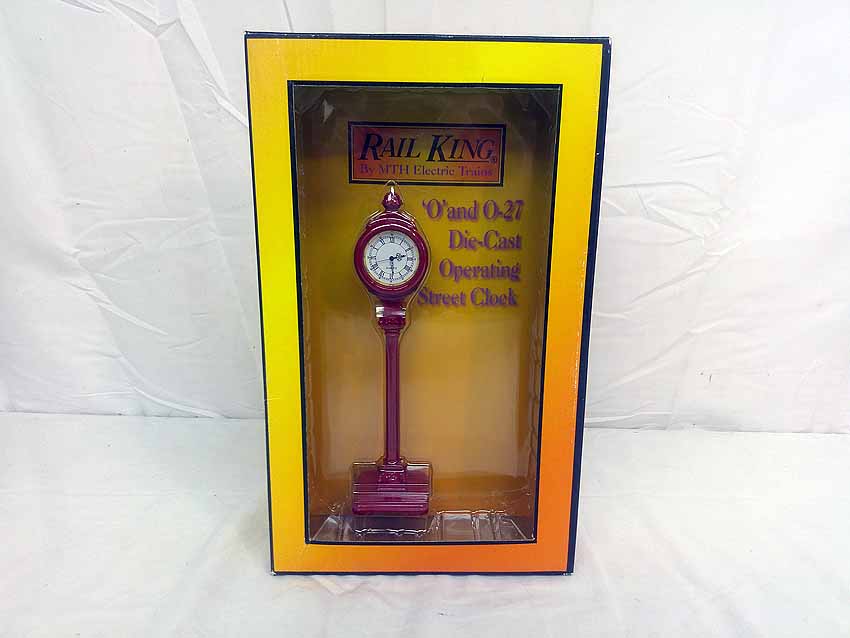 RAIL KING®
By MTH Electric Trains
'O' and O-27
Die-Cast
Operating
Street Clock